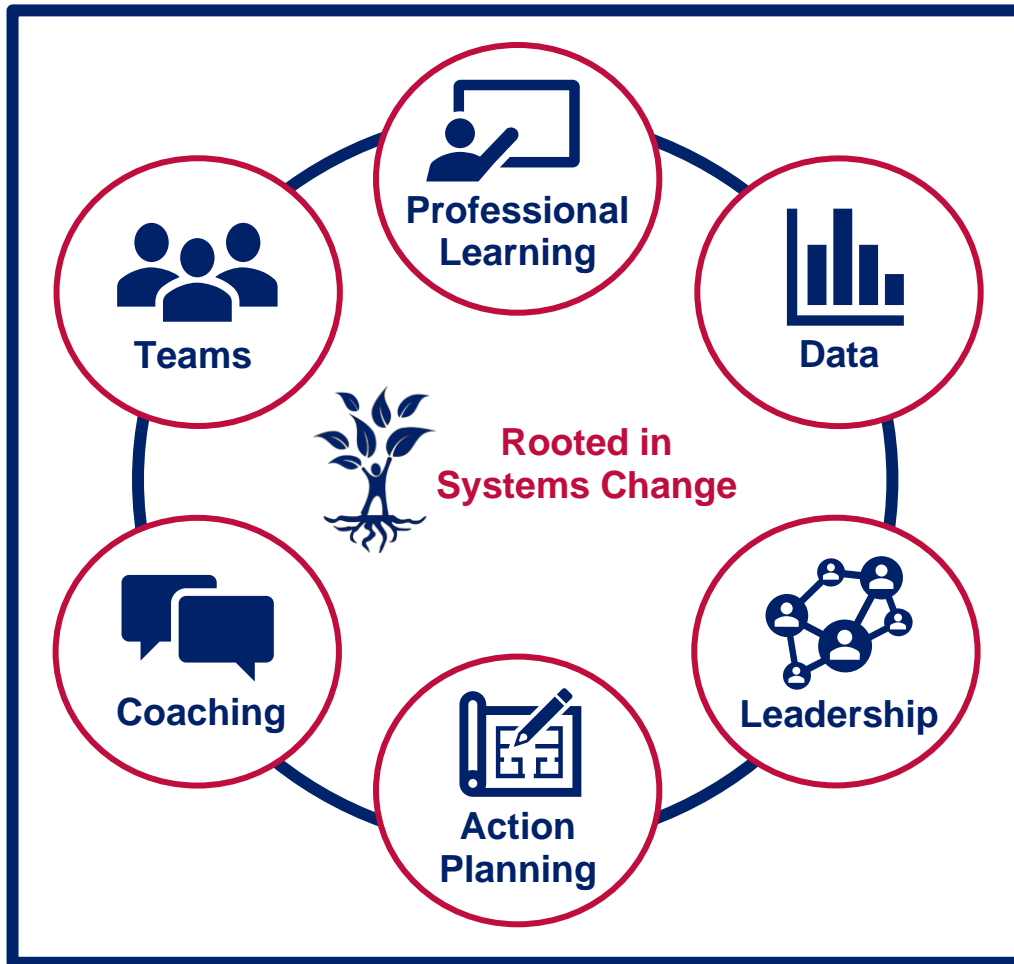 Professional
Learning
Teams
Data
Rooted in
Systems Change
Coaching
Leadership
Action
Planning